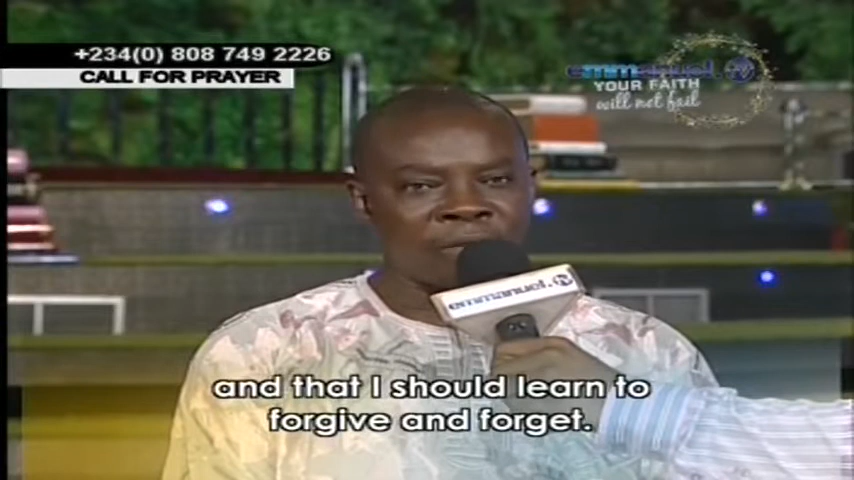 +234(0) 808 749 2226
CALL FOR PRAYER
emmanuel.tv
YOUR FAITH
will not fail
emmanuel.tv
and that I should learn to
forgive and forget.